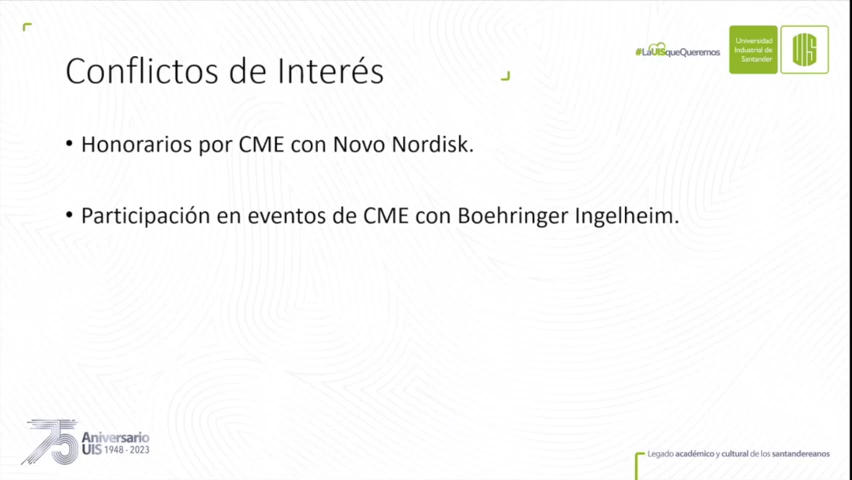 #LaUISqueQueremos
Universidad
Industrial de
Santander
UIS
Conflictos de Interés
• Honorarios por CME con Novo Nordisk.
• Participación en eventos de CME con Boehringer Ingelheim.
75 Aniversario
UIS 1948 - 2023
Legado académico y cultural de los santandereanos